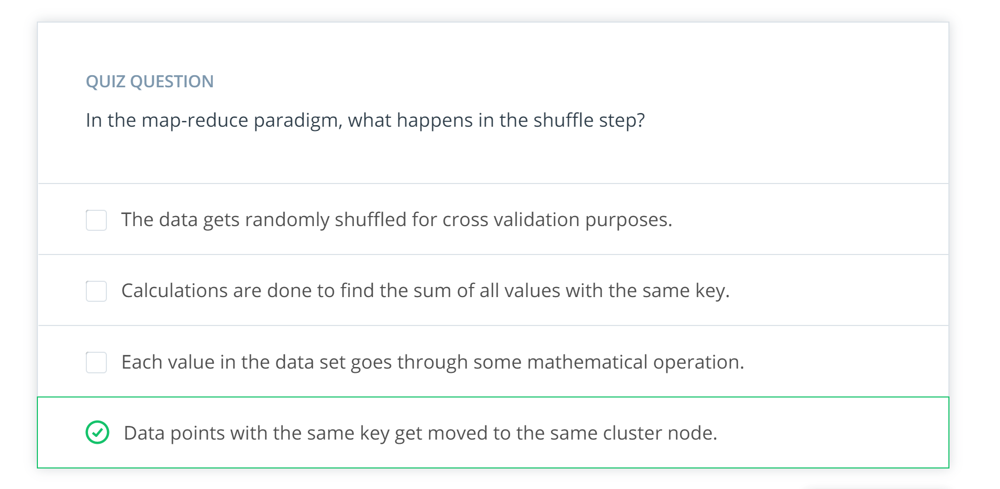 QUIZ QUESTION
In the map-reduce paradigm, what happens in the shuffle step?
The data gets randomly shuffled for cross validation purposes.
Calculations are done to find the sum of all values with the same key.
Each value in the data set goes through some mathematical operation.
Data points with the same key get moved to the same cluster node.